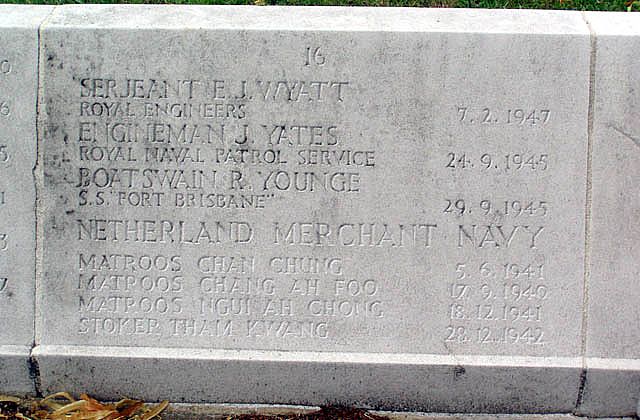 16
SERJEANT E. J. WYATT
ROYAL ENGINEERS 7. 2. 1947
ENGINEMAN J. YATES
ROYAL NAVAL PATROL SERVICE 24. 9. 1945
BOATSWAIN R. YOUNGE
S.S. "FORT BRISBANE" 29. 9. 1945
NETHERLAND MERCHANT NAVY
MATROOS CHAN CHUNG 5. 6. 1941
MATROOS CHANG AH FOO 17. 9. 1940
MATROOS NGUI AH CHONG 18. 12. 1941
STOKER THAM KWANG 28. 12. 1942